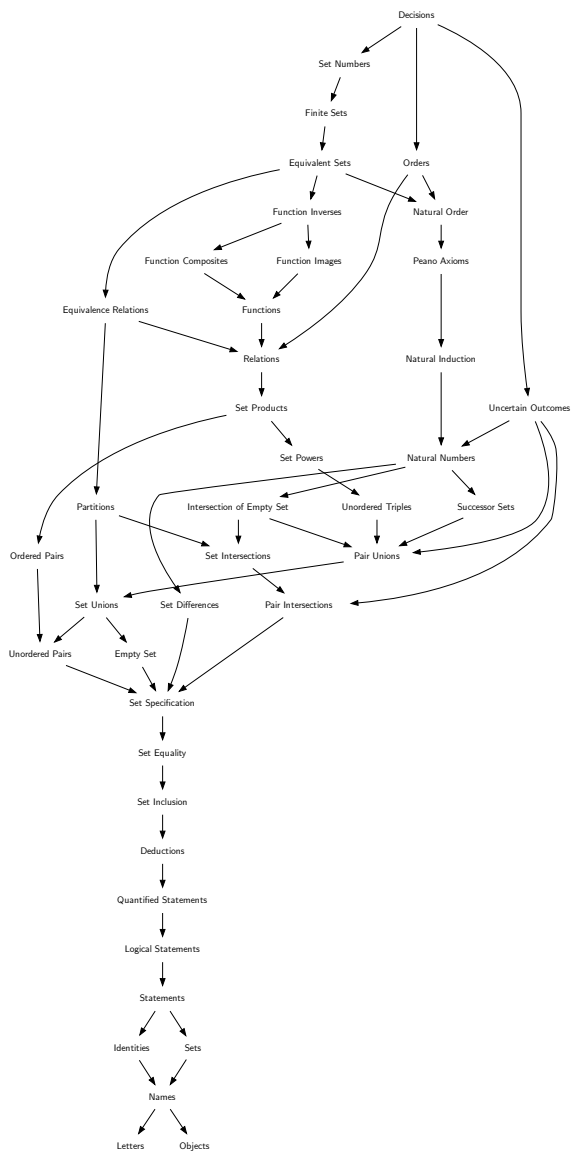 Decisions
Set Numbers
Finite Sets
Equivalent Sets
Orders
Function Inverses
Natural Order
Function Composites
Function Images
Peano Axioms
Equivalence Relations
Functions
Relations
Natural Induction
Set Products
Uncertain Outcomes
Set Powers
Natural Numbers
Partitions
Intersection of Empty Set
Unordered Triples
Successor Sets
Ordered Pairs
Set Intersections
Pair Unions
Set Unions
Set Differences
Pair Intersections
Unordered Pairs
Empty Set
Set Specification
Set Equality
Set Inclusion
Deductions
Quantified Statements
Logical Statements
Statements
Identities
Sets
Names
Letters
Objects